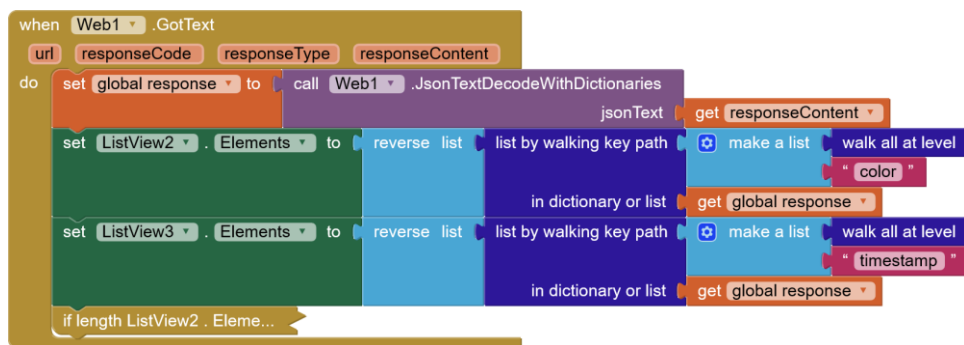 when Web1 .GotText
url responseCode responseType responseContent
do set global response to call Web1 .JsonTextDecodeWithDictionaries
jsonText get responseContent
set ListView2 . Elements to reverse list list by walking key path make a list walk all at level
" color "
in dictionary or list get global response
set ListView3 . Elements to reverse list list by walking key path make a list walk all at level
" timestamp "
in dictionary or list get global response
if length ListView2 . Eleme...